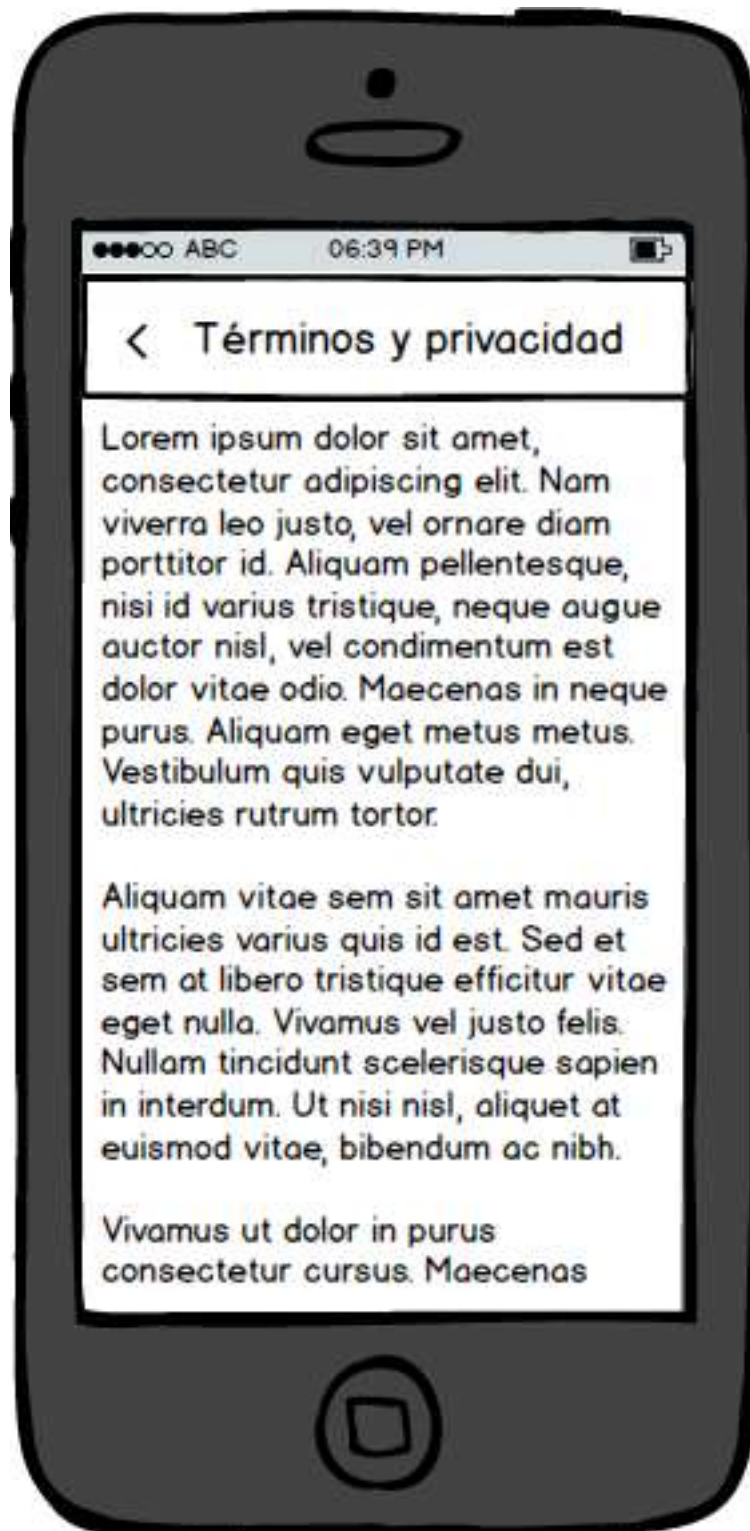 ABC 06:39 PM
Términos y privacidad
Lorem ipsum dolor sit amet,
consectetur adipiscing elit. Nam
viverra leo justo, vel ornare diam
porttitor id. Aliquam pellentesque,
nisi id varius tristique, neque augue
auctor nisl, vel condimentum est
dolor vitae odio. Maecenas in neque
purus. Aliquam eget metus metus.
Vestibulum quis vulputate dui,
ultricies rutrum tortor.
Aliquam vitae sem sit amet mauris
ultricies varius quis id est. Sed et
sem at libero tristique efficitur vitae
eget nulla. Vivamus vel justo felis.
Nullam tincidunt scelerisque sapien
in interdum. Ut nisi nisl, aliquet at
euismod vitae, bibendum ac nibh.
Vivamus ut dolor in purus
consectetur cursus. Maecenas